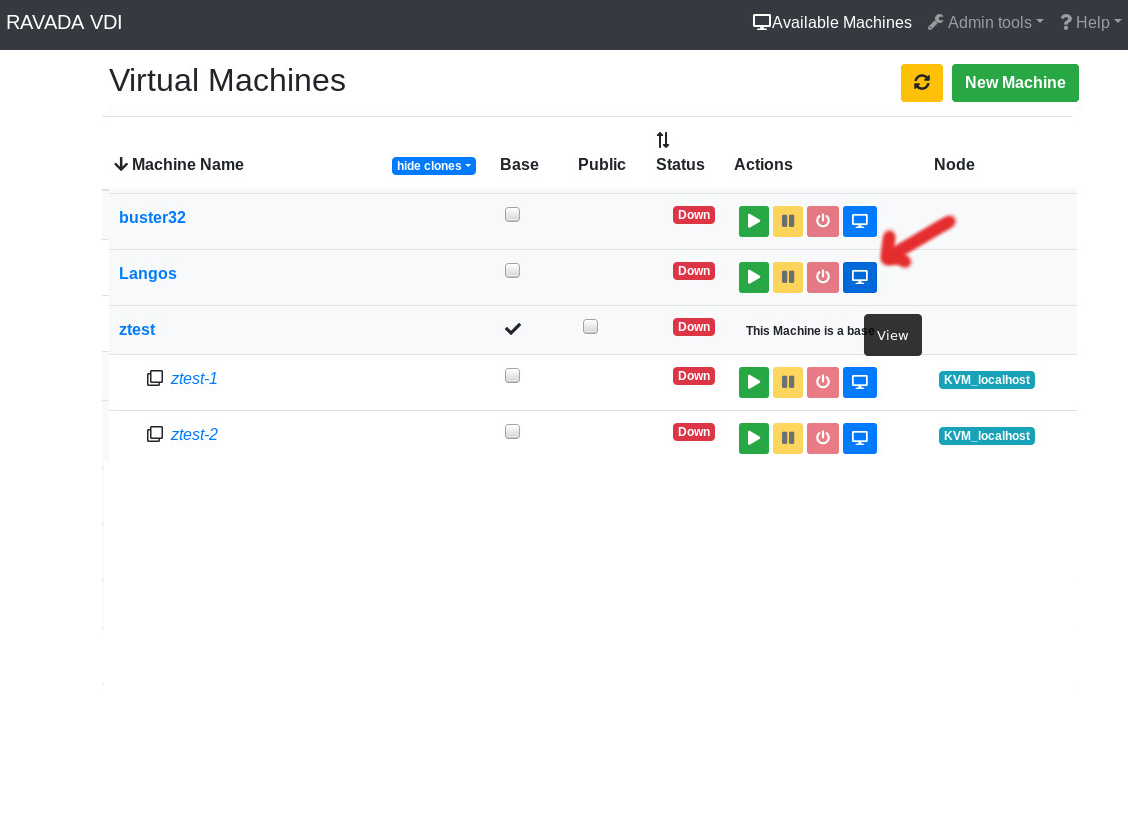 RAVADA VDI Available Machines Admin tools Help
Virtual Machines New Machine
Machine Name hide clones Base Public Status Actions Node
buster32 Down
Langos Down
ztest Down This Machine is a base
View
ztest-1 Down KVM_localhost
ztest-2 Down KVM_localhost